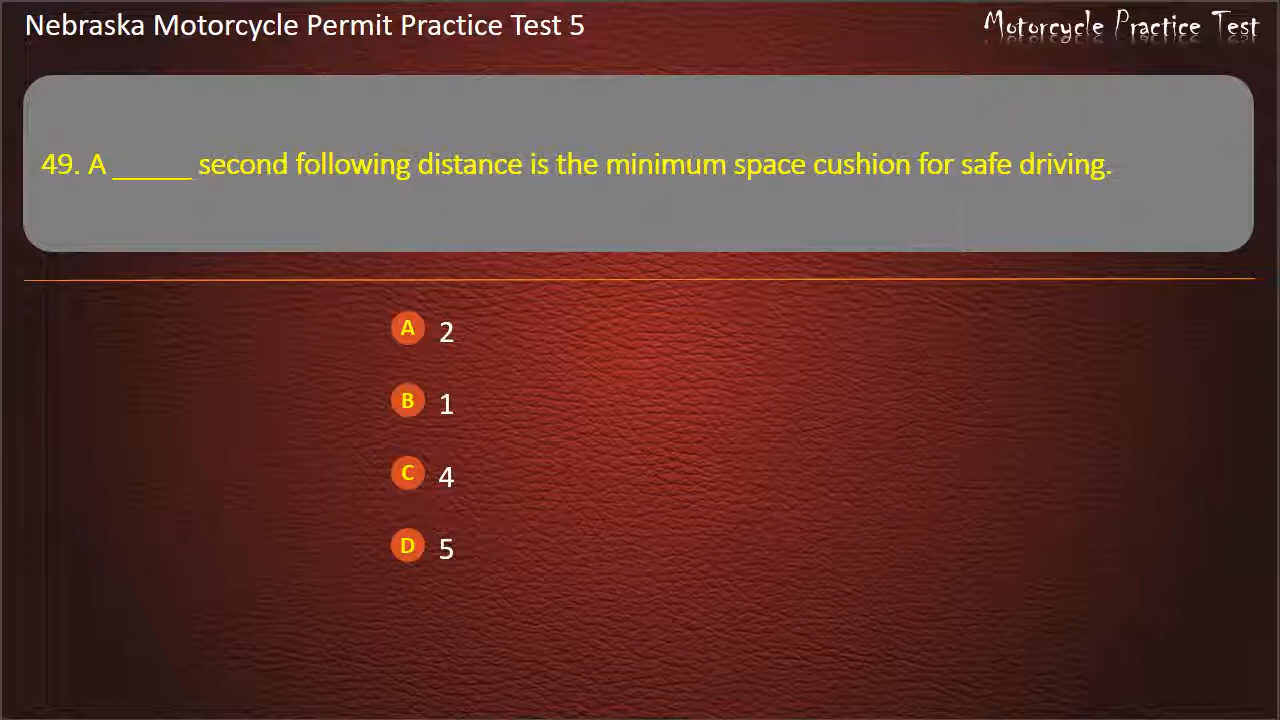 Nebraska Motorcycle Permit Practice Test 5
Motorcycle Practice Test
49. A _____ second following distance is the minimum space cushion for safe driving.
A 2
B 1
C 4
D 5